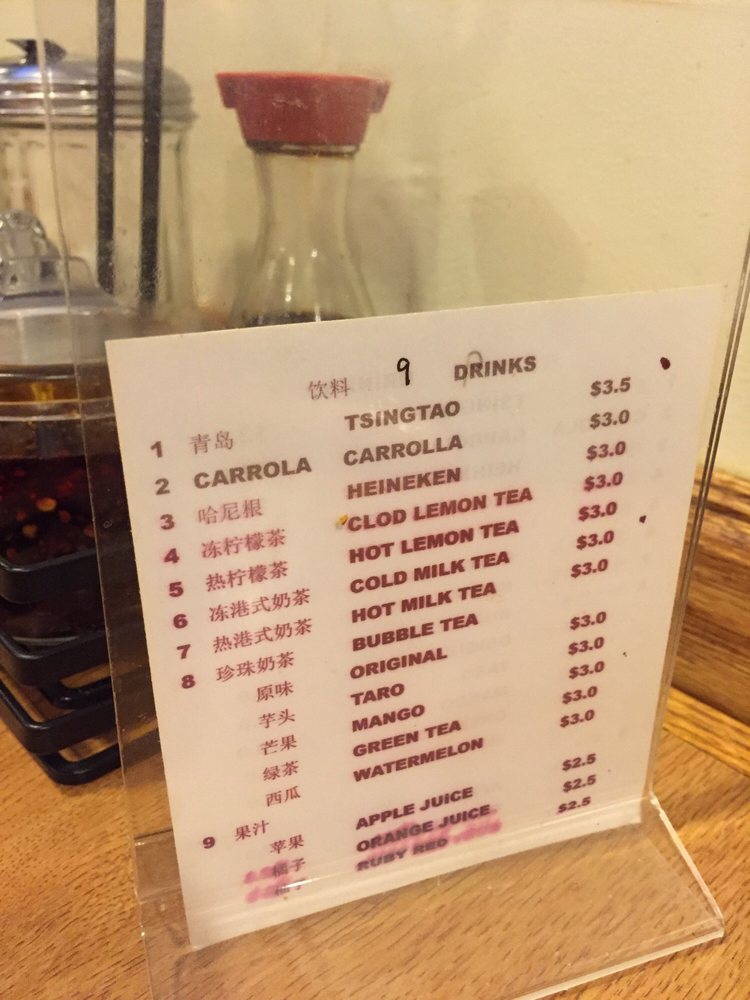 饮料 9 DRINKS
1 青岛 TSINGTAO $3.5
2 CARROLA CARROLLA $3.0
3 哈尼根 HEINEKEN $3.0
4 冻柠檬茶 CLOD LEMON TEA $3.0
5 热柠檬茶 HOT LEMON TEA $3.0
6 冻港式奶茶 COLD MILK TEA $3.0
7 热港式奶茶 HOT MILK TEA $3.0
8 珍珠奶茶 BUBBLE TEA
原味 ORIGINAL $3.0
芋头 TARO $3.0
芒果 MANGO $3.0
绿茶 GREEN TEA $3.0
西瓜 WATERMELON $3.0
9 果汁
苹果 APPLE JUICE $2.5
ORANGE JUICE $2.5
柚子 RUBY RED $2.5